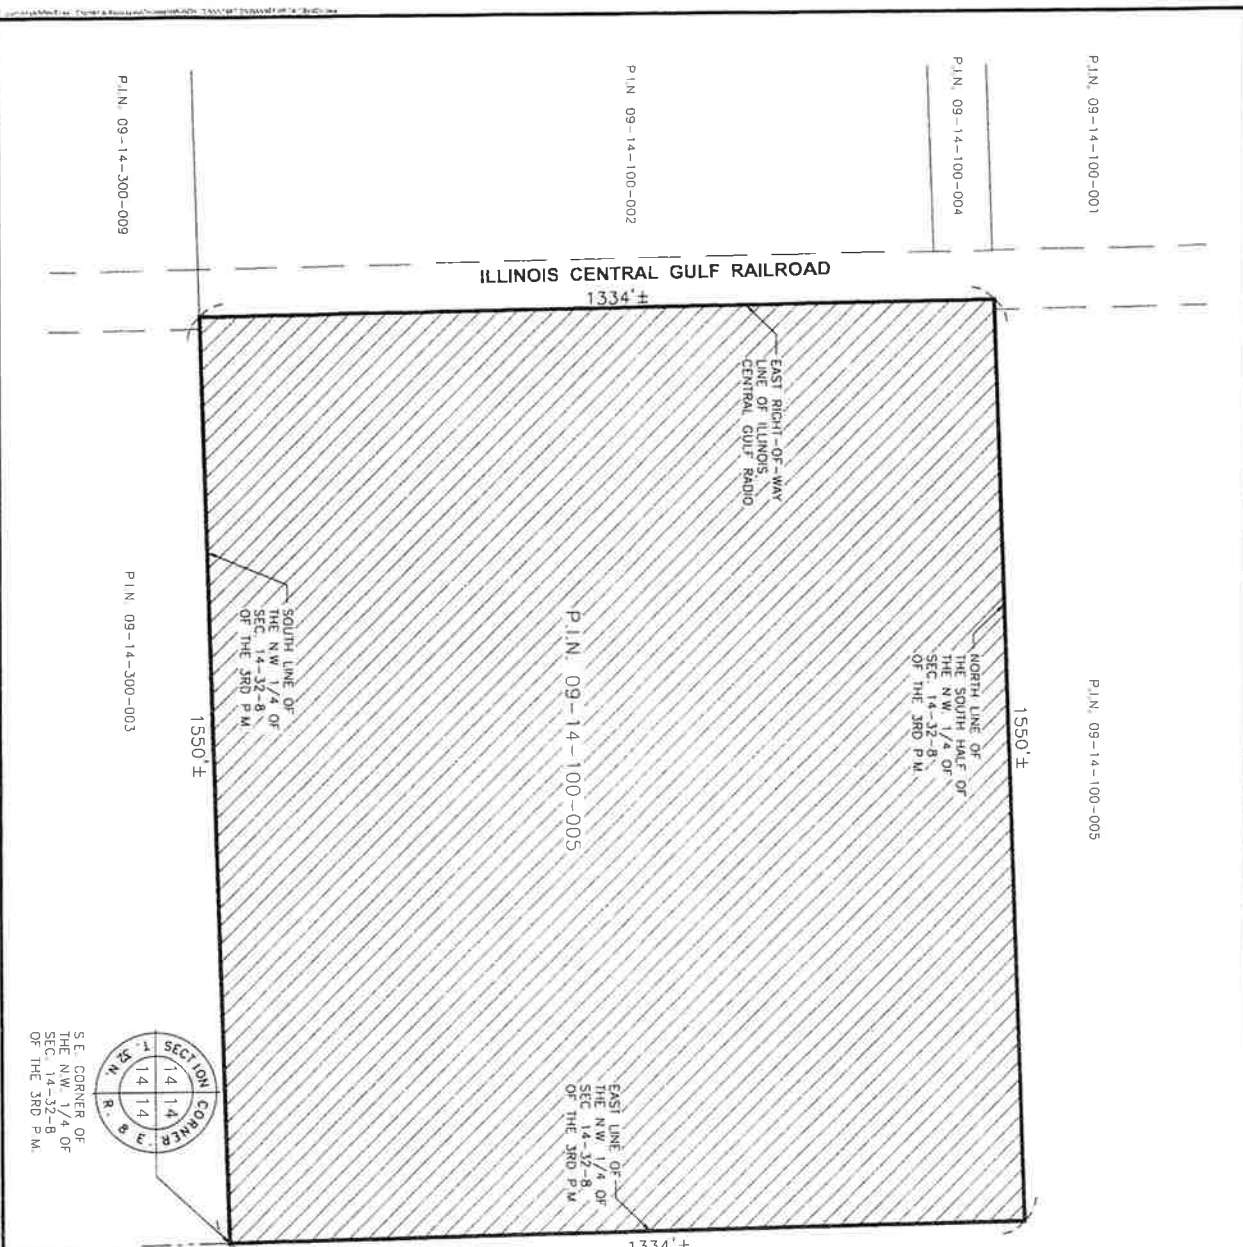 P.I.N. 09-14-100-001
P.I.N. 09-14-100-004
P.I.N 09-14-100-002
P.I.N. 09-14-300-009
ILLINOIS CENTRAL GULF RAILROAD
1334'±
EAST RIGHT-OF-WAY
LINE OF ILLINOIS
CENTRAL GULF RADIO
NORTH LINE OF
THE SOUTH HALF OF
THE N.W. 1/4 OF
SEC. 14-32-8
OF THE 3RD P.M.
1550'±
P.I.N. 09-14-100-005
P.I.N. 09-14-100-005
SOUTH LINE OF
THE N.W. 1/4 OF
SEC. 14-32-8
OF THE 3RD P.M
1550'±
P.I.N. 09-14-300-003
EAST LINE OF
THE N.W. 1/4 OF
SEC 14-32-8
OF THE 3RD P.M
1334'±
SECTION CORNER
T. 32 N.
R. 8 E.
14 14
14 14
S.E. CORNER OF
THE N.W. 1/4 OF
SEC. 14-32-8
OF THE 3RD P.M.